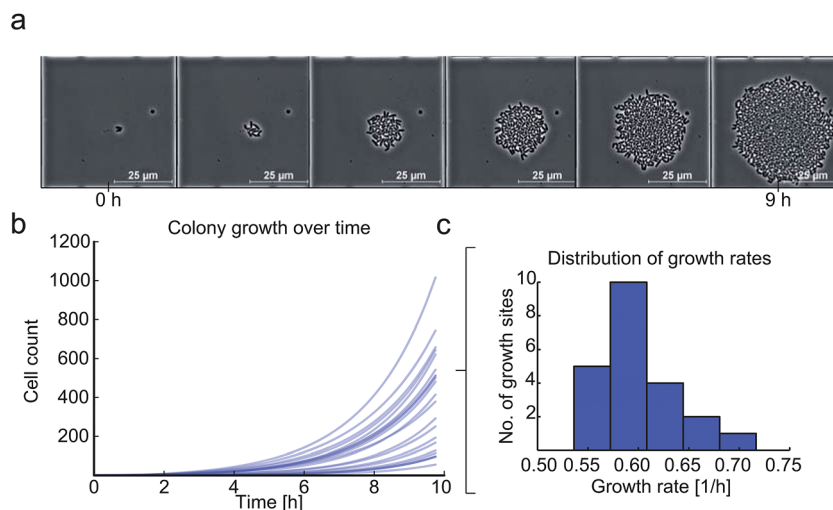 a
25 µm
25 µm
25 µm
25 µm
25 µm
25 µm
0 h
9 h
b
Colony growth over time
1200
1000
800
600
400
200
Cell count
0
2
4
6
8
10
Time [h]
c
Distribution of growth rates
10
8
6
4
2
No. of growth sites
0.50
0.55
0.60
0.65
0.70
0.75
Growth rate [1/h]